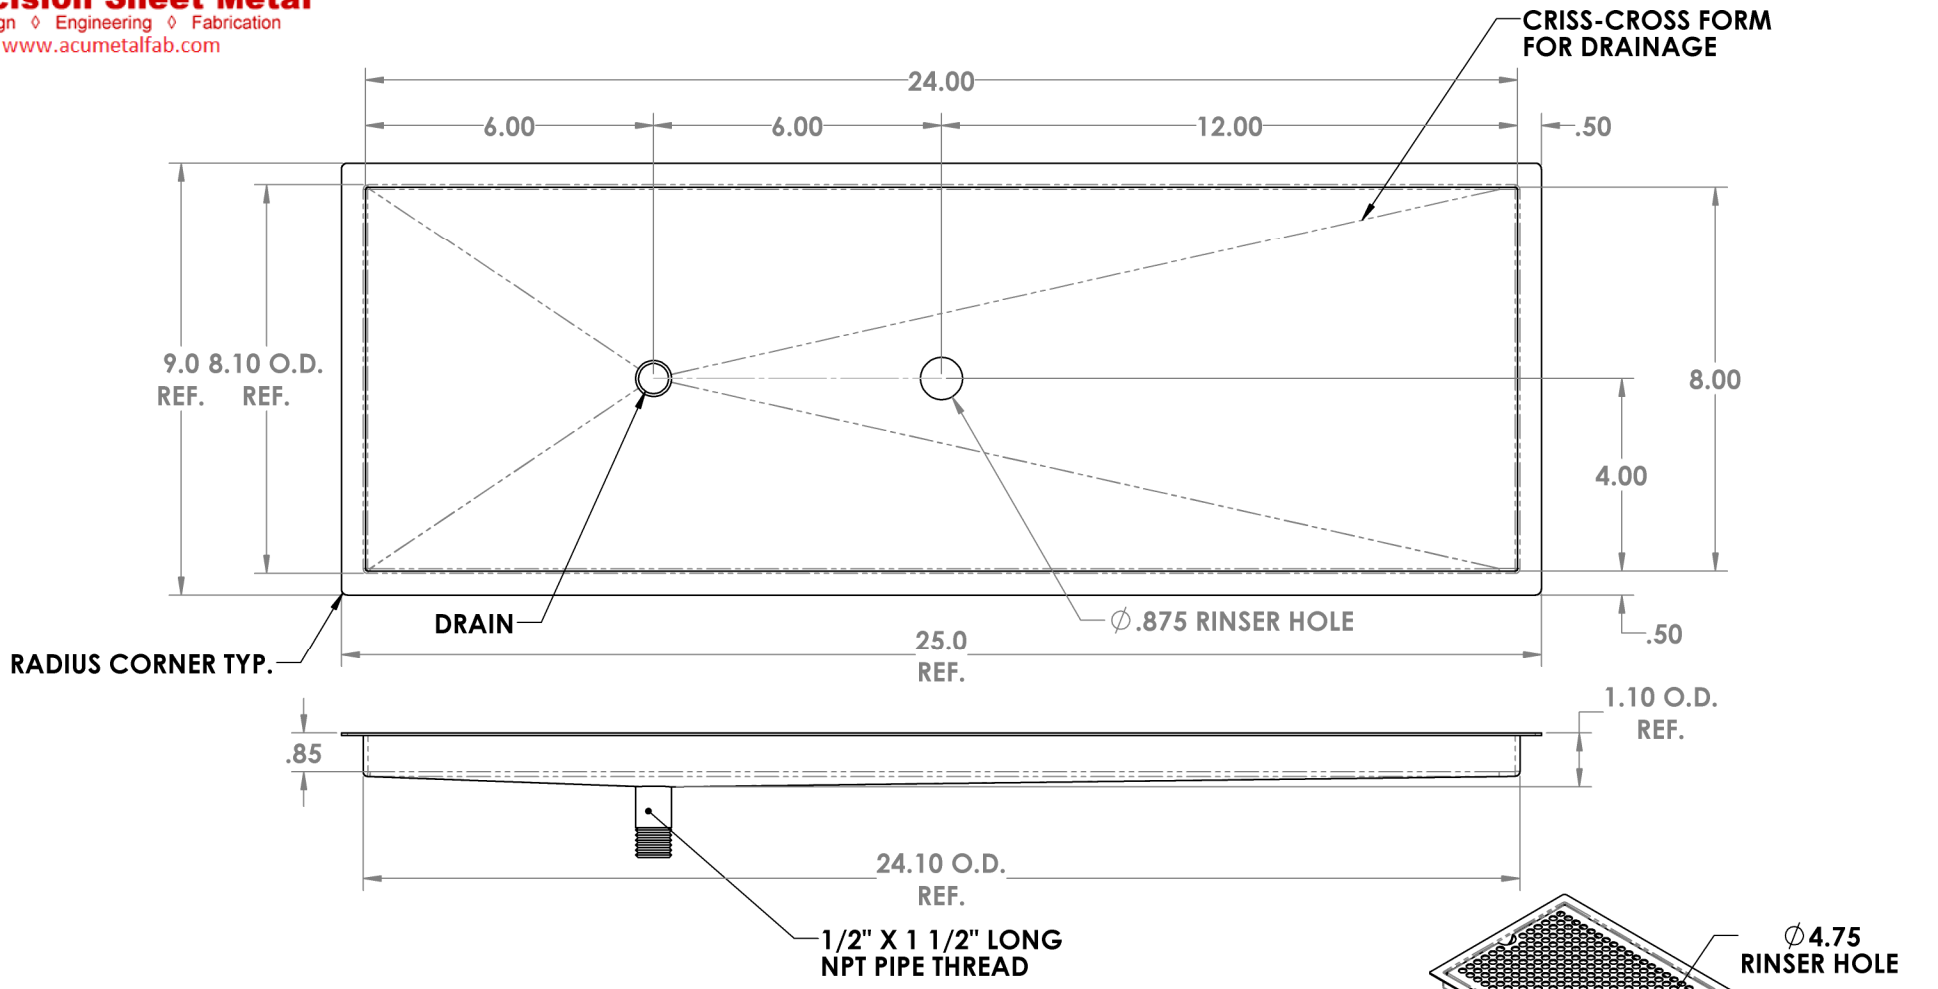 Sheet Metal
◊ Engineering ◊ Fabrication
www.acumetalfab.com
CRISS-CROSS FORM
FOR DRAINAGE
24.00
6.00 6.00 12.00 .50
9.0 8.10 O.D.
REF. REF.
8.00
4.00
DRAIN
Ø.875 RINSER HOLE
.50
25.0
REF.
RADIUS CORNER TYP.
1.10 O.D.
REF.
.85
24.10 O.D.
REF.
1/2" X 1 1/2" LONG
NPT PIPE THREAD
Ø4.75
RINSER HOLE